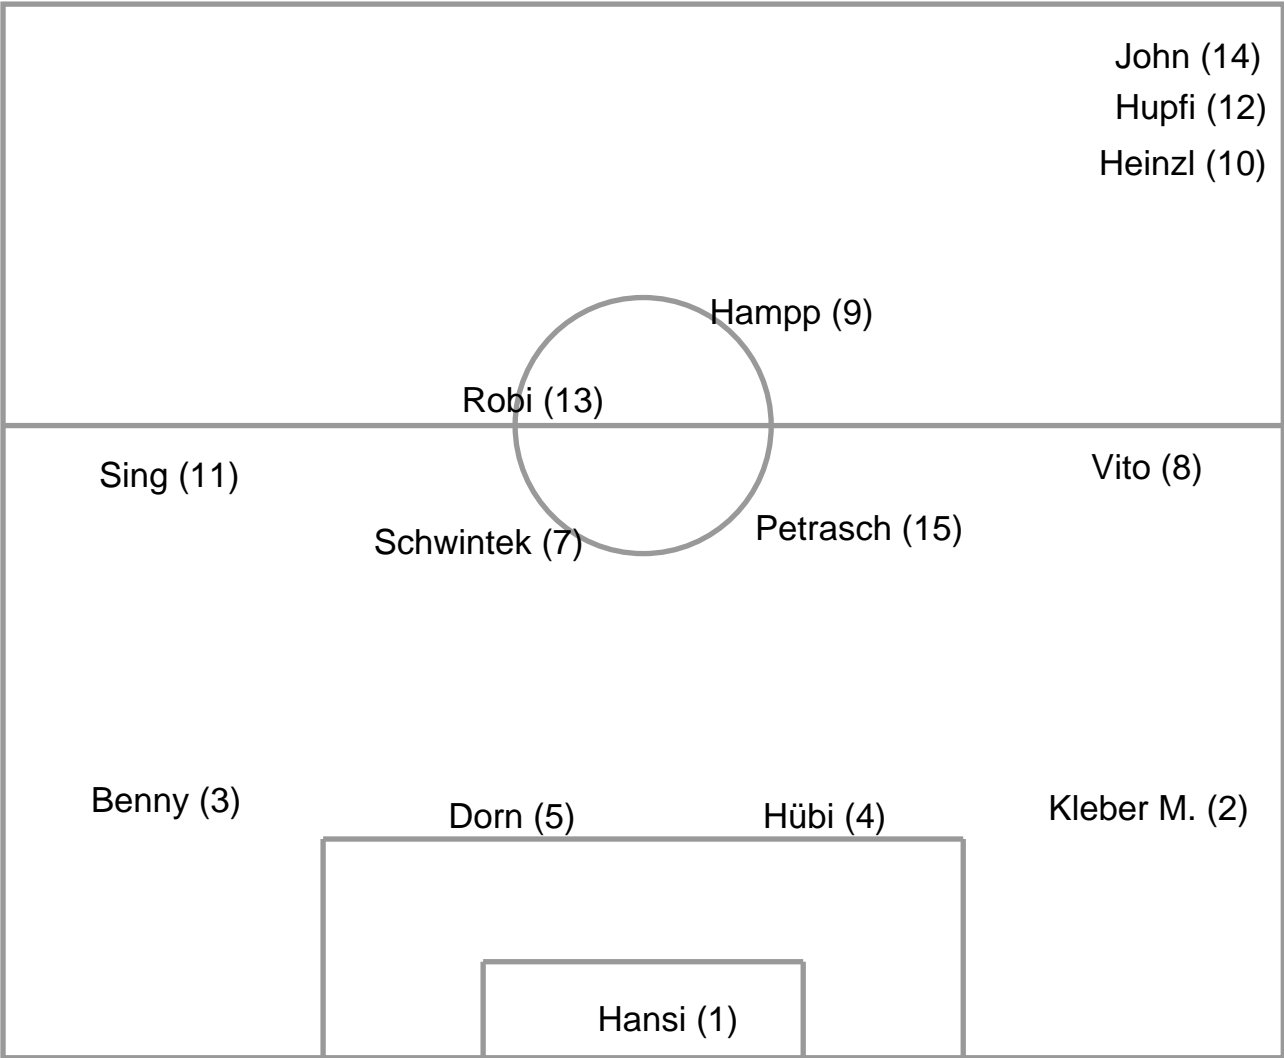 John (14)
Hupfi (12)
Heinzl (10)
Hampp (9)
Robi (13)
Sing (11)
Vito (8)
Schwintek (7)
Petrasch (15)
Benny (3)
Dorn (5)
Hübi (4)
Kleber M. (2)
Hansi (1)